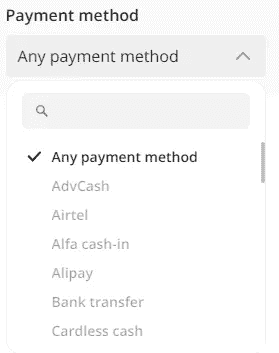 Payment method
Any payment method
Any payment method
AdvCash
Airtel
Alfa cash-in
Alipay
Bank transfer
Cardless cash